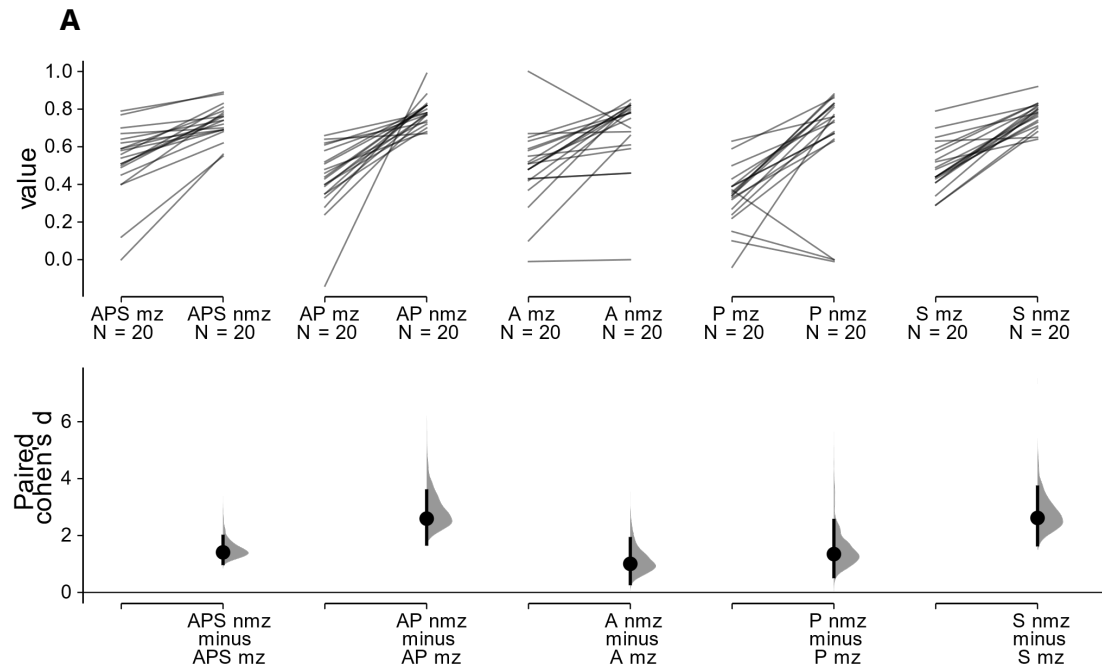 A
value
1.0
0.8
0.6
0.4
0.2
0.0
APS mz
N = 20
APS nmz
N = 20
AP mz
N = 20
AP nmz
N = 20
A mz
N = 20
A nmz
N = 20
P mz
N = 20
P nmz
N = 20
S mz
N = 20
S nmz
N = 20
Paired
cohen's d
6
4
2
0
APS nmz
minus
APS mz
AP nmz
minus
AP mz
A nmz
minus
A mz
P nmz
minus
P mz
S nmz
minus
S mz